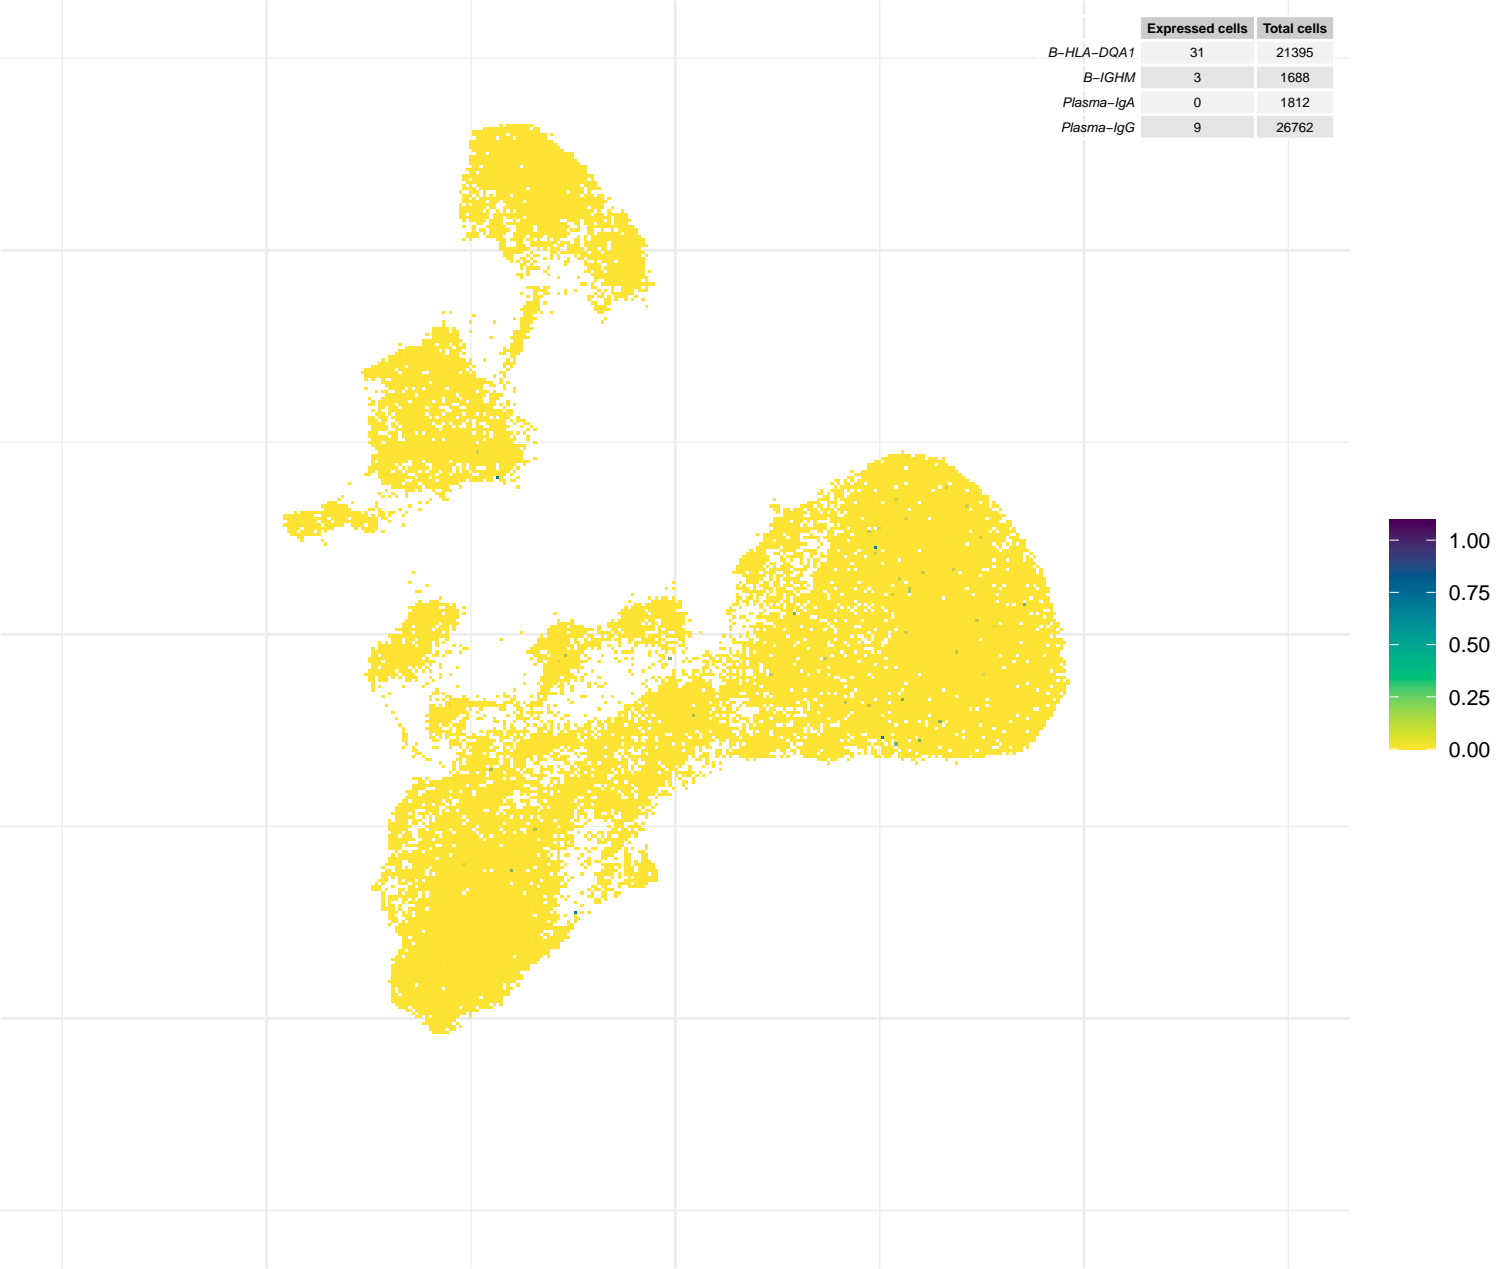 Expressed cells Total cells
B−HLA−DQA1 31 21395
B−IGHM 3 1688
Plasma−IgA 0 1812
Plasma−IgG 9 26762
1.00
0.75
0.50
0.25
0.00